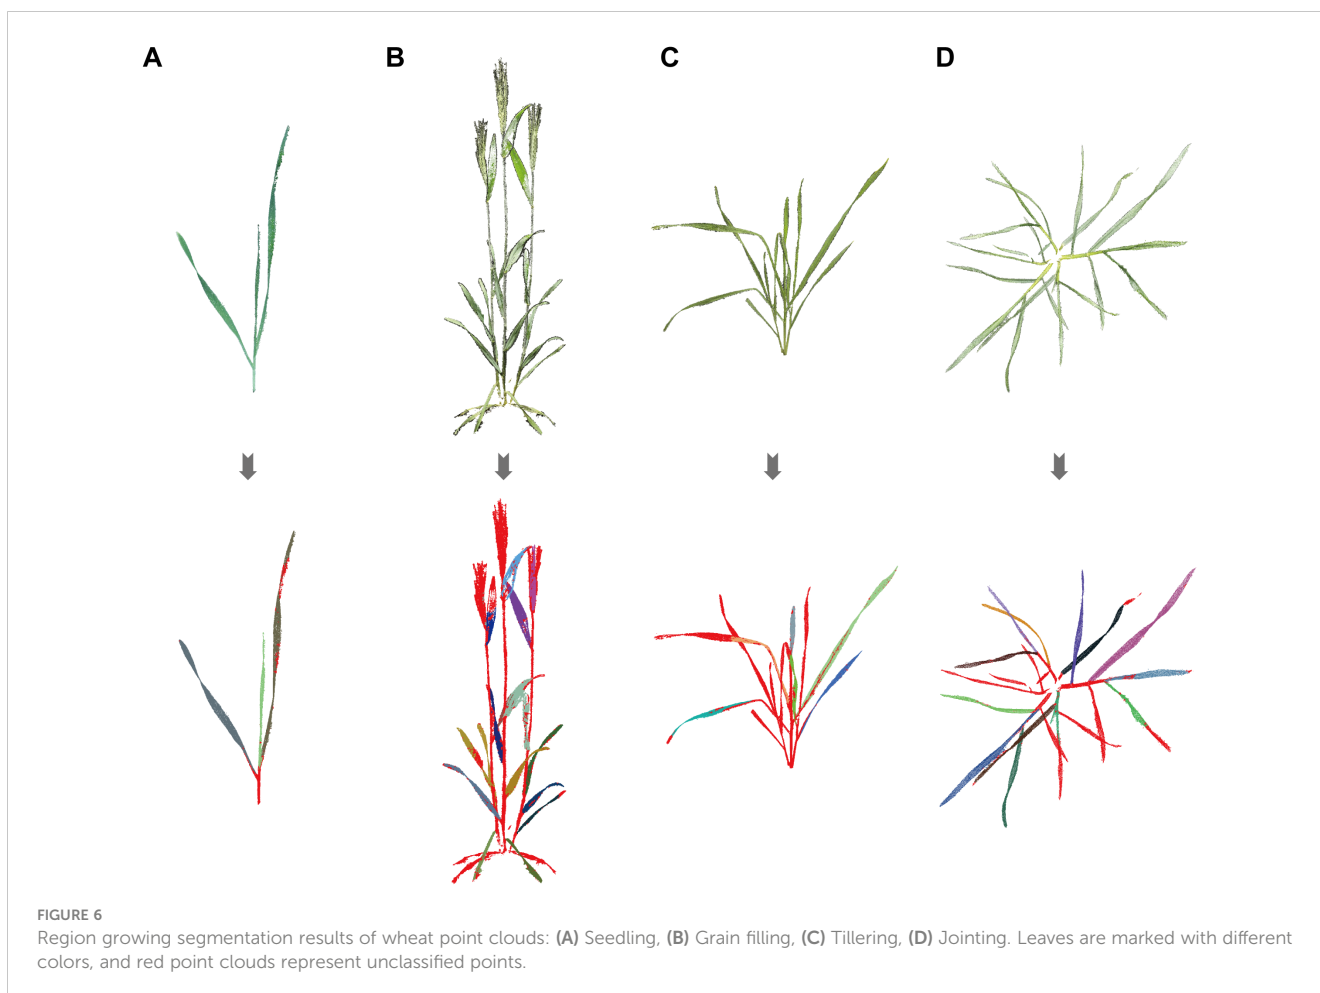 A B C D
FIGURE 6
Region growing segmentation results of wheat point clouds: (A) Seedling, (B) Grain filling, (C) Tillering, (D) Jointing. Leaves are marked with different
colors, and red point clouds represent unclassified points.